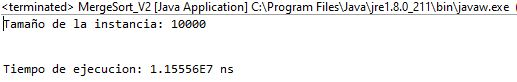 <terminated> MergeSort_V2 [Java Application] C:\Program Files\Java\jre1.8.0_211\bin\javaw.exe (
Tamaño de la instancia: 10000
Tiempo de ejecucion: 1.15556E7 ns